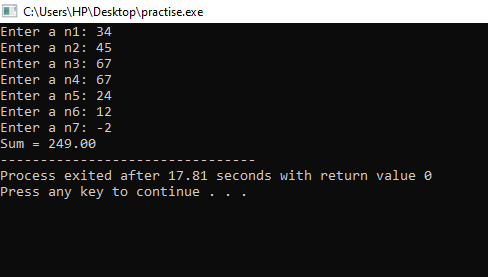 C:\Users\HP\Desktop\practise.exe
Enter a n1: 34
Enter a n2: 45
Enter a n3: 67
Enter a n4: 67
Enter a n5: 24
Enter a n6: 12
Enter a n7: -2
Sum = 249.00
--------------------------------
Process exited after 17.81 seconds with return value 0
Press any key to continue . . .